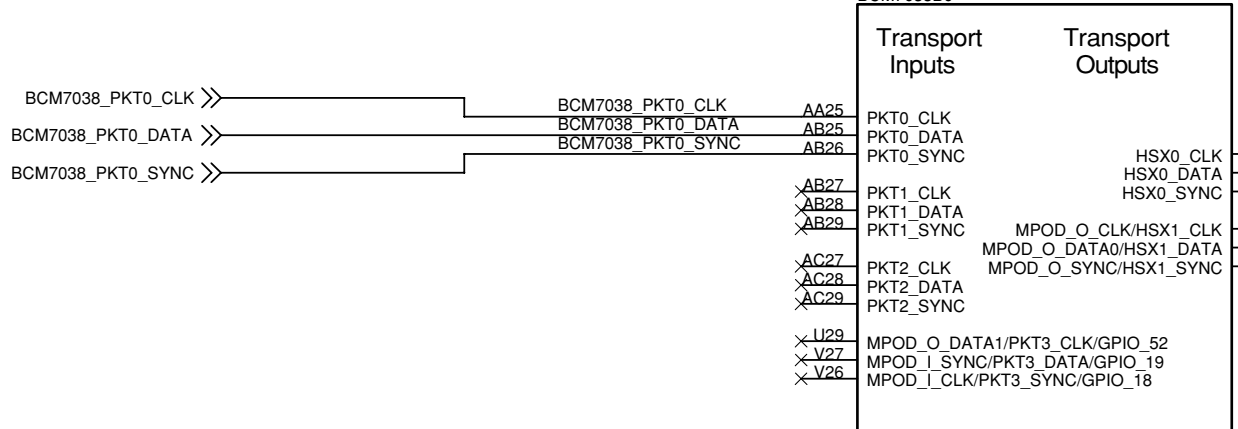 Transport Inputs
Transport Outputs
BCM7038_PKT0_CLK
BCM7038_PKT0_DATA
BCM7038_PKT0_SYNC
BCM7038_PKT0_CLK
BCM7038_PKT0_DATA
BCM7038_PKT0_SYNC
AA25 PKT0_CLK
AB25 PKT0_DATA
AB26 PKT0_SYNC
HSX0_CLK
HSX0_DATA
HSX0_SYNC
AB27 PKT1_CLK
AB28 PKT1_DATA
AB29 PKT1_SYNC
MPOD_O_CLK/HSX1_CLK
MPOD_O_DATA0/HSX1_DATA
MPOD_O_SYNC/HSX1_SYNC
AC27 PKT2_CLK
AC28 PKT2_DATA
AC29 PKT2_SYNC
U29 MPOD_O_DATA1/PKT3_CLK/GPIO_52
V27 MPOD_I_SYNC/PKT3_DATA/GPIO_19
V26 MPOD_I_CLK/PKT3_SYNC/GPIO_18